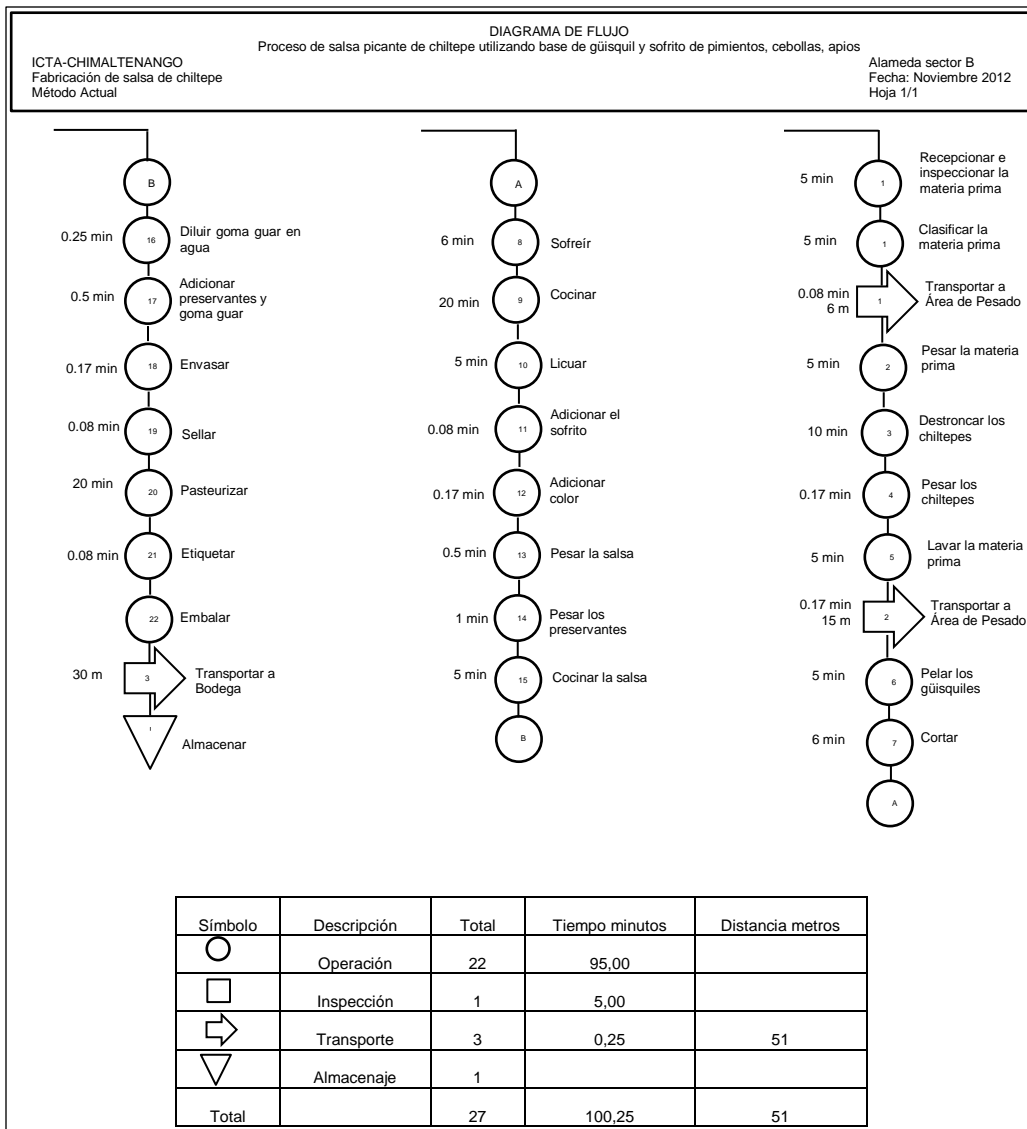 DIAGRAMA DE FLUJO
Proceso de salsa picante de chiltepe utilizando base de güisquil y sofrito de pimientos, cebollas, apios
ICTA-CHIMALTENANGO
Fabricación de salsa de chiltepe
Método Actual
Alameda sector B
Fecha: Noviembre 2012
Hoja 1/1
B
0.25 min
16
Diluir goma guar en
agua
0.5 min
17
Adicionar
preservantes y
goma guar
0.17 min
18
Envasar
0.08 min
19
Sellar
20 min
20
Pasteurizar
0.08 min
21
Etiquetar
22
Embalar
30 m
3
Transportar a
Bodega
I
Almacenar
A
6 min
8
Sofreír
20 min
9
Cocinar
5 min
10
Licuar
0.08 min
11
Adicionar el
sofrito
0.17 min
12
Adicionar
color
0.5 min
13
Pesar la salsa
1 min
14
Pesar los
preservantes
5 min
15
Cocinar la salsa
B
5 min
1
Recepcionar e
inspeccionar la
materia prima
5 min
1
Clasificar la
materia prima
0.08 min
6 m
1
Transportar a
Área de Pesado
5 min
2
Pesar la materia
prima
10 min
3
Destroncar los
chiltepes
0.17 min
4
Pesar los
chiltepes
5 min
5
Lavar la materia
prima
0.17 min
15 m
2
Transportar a
Área de Pesado
5 min
6
Pelar los
güisquiles
6 min
7
Cortar
A
Símbolo Descripción Total Tiempo minutos Distancia metros
Operación 22 95,00
Inspección 1 5,00
Transporte 3 0,25 51
Almacenaje 1
Total 27 100,25 51